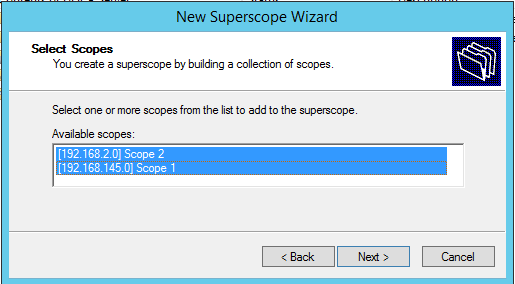 New Superscope Wizard
Select Scopes
You create a superscope by building a collection of scopes.
Select one or more scopes from the list to add to the superscope.
Available scopes:
[192.168.2.0] Scope 2
[192.168.145.0] Scope 1
< Back
Next >
Cancel